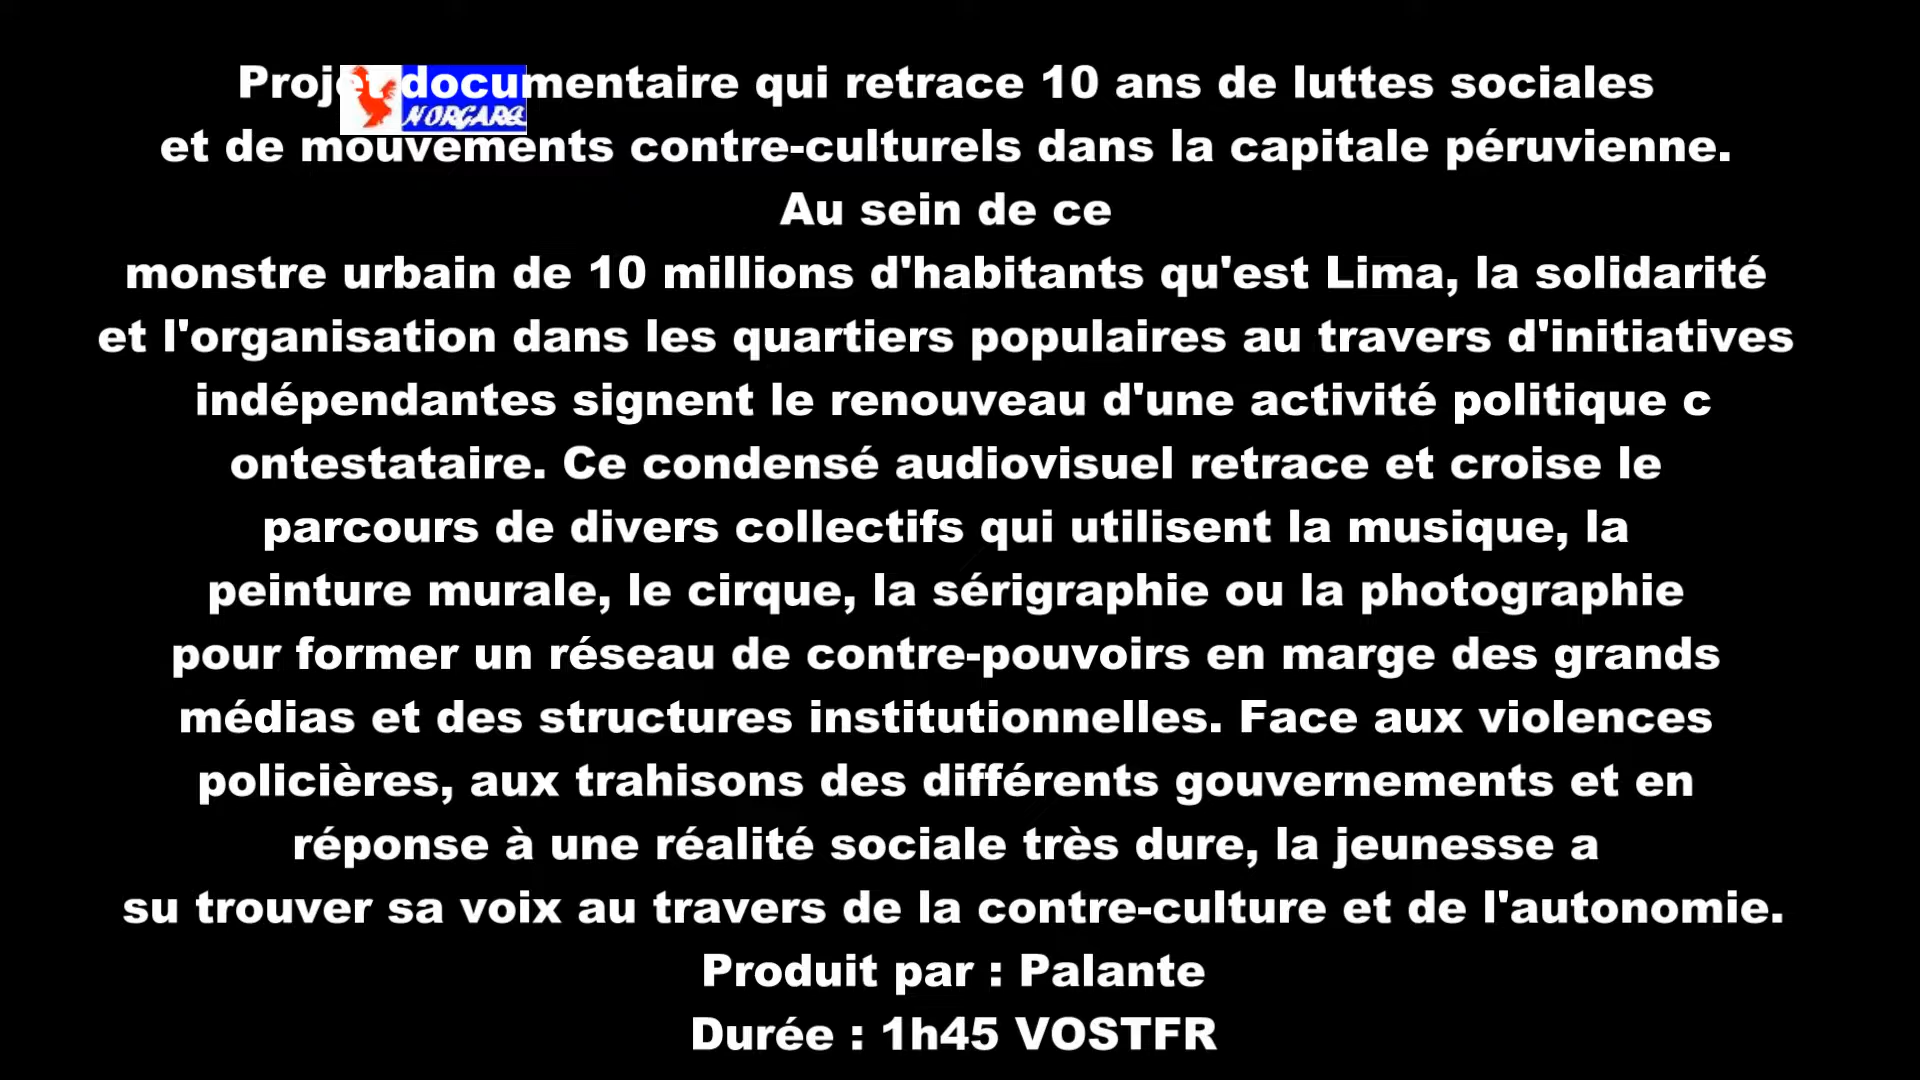 Projet documentaire qui retrace 10 ans de luttes sociales
NORGARG
et de mouvements contre-culturels dans la capitale péruvienne.
Au sein de ce
monstre urbain de 10 millions d'habitants qu'est Lima, la solidarité
et l'organisation dans les quartiers populaires au travers d'initiatives
indépendantes signent le renouveau d'une activité politique c
ontestataire. Ce condensé audiovisuel retrace et croise le
parcours de divers collectifs qui utilisent la musique, la
peinture murale, le cirque, la sérigraphie ou la photographie
pour former un réseau de contre-pouvoirs en marge des grands
médias et des structures institutionnelles. Face aux violences
policières, aux trahisons des différents gouvernements et en
réponse à une réalité sociale très dure, la jeunesse a
su trouver sa voix au travers de la contre-culture et de l'autonomie.
Produit par : Palante
Durée : 1h45 VOSTFR